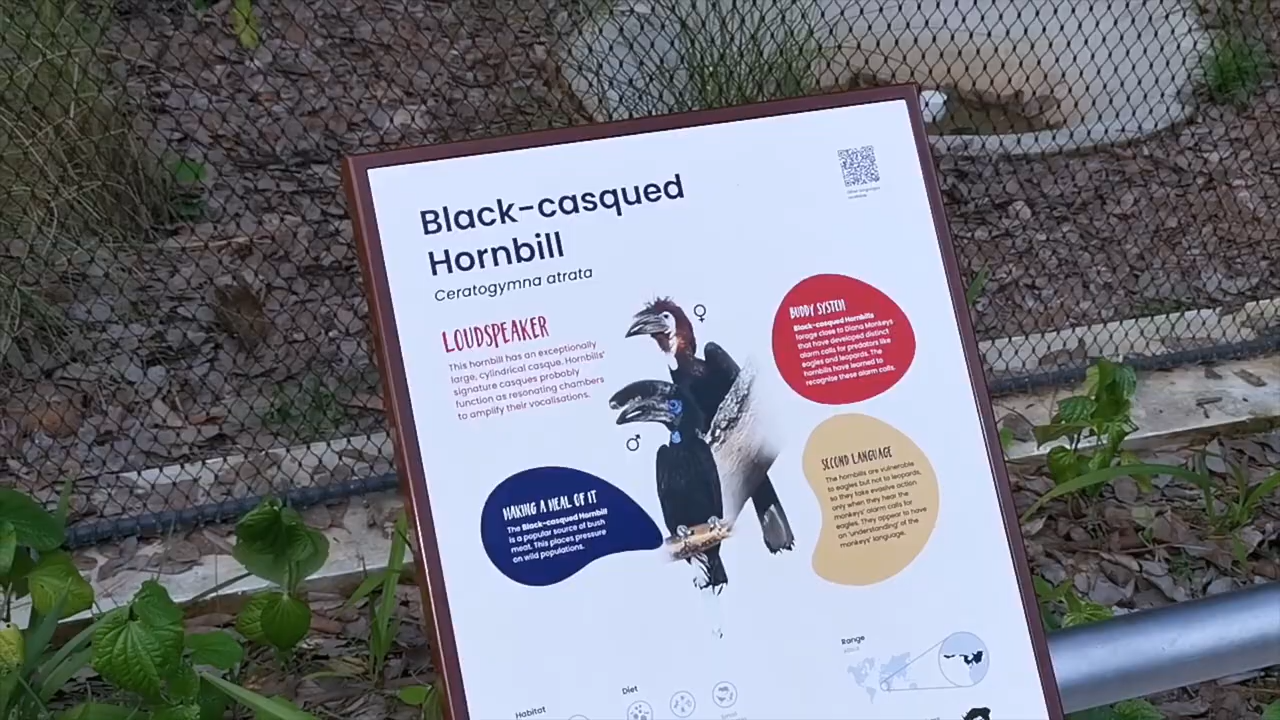 Black-casqued
Hornbill
Ceratogymna atrata
LOUDSPEAKER
This hornbill has an exceptionally
large, cylindrical casque. Hornbills'
signature casques probably
function as resonating chambers
to amplify their vocalisations.
♀
♂
BUDDY SYSTEM
Black-casqued Hornbills
forage close to Diana Monkeys
that have developed distinct
alarm calls for predators like
eagles and leopards. The
hornbills have learned to
recognise these alarm calls.
SECOND LANGUAGE
The hornbills are vulnerable
to eagles but not to leopards,
so they take evasive action
only when they hear the
monkeys' alarm calls for
eagles. They appear to have
an 'understanding' of the
monkeys' language.
MAKING A MEAL OF IT
The Black-casqued Hornbill
is a popular source of bush
meat. This places pressure
on wild populations.
Range
Africa
Diet
Habitat